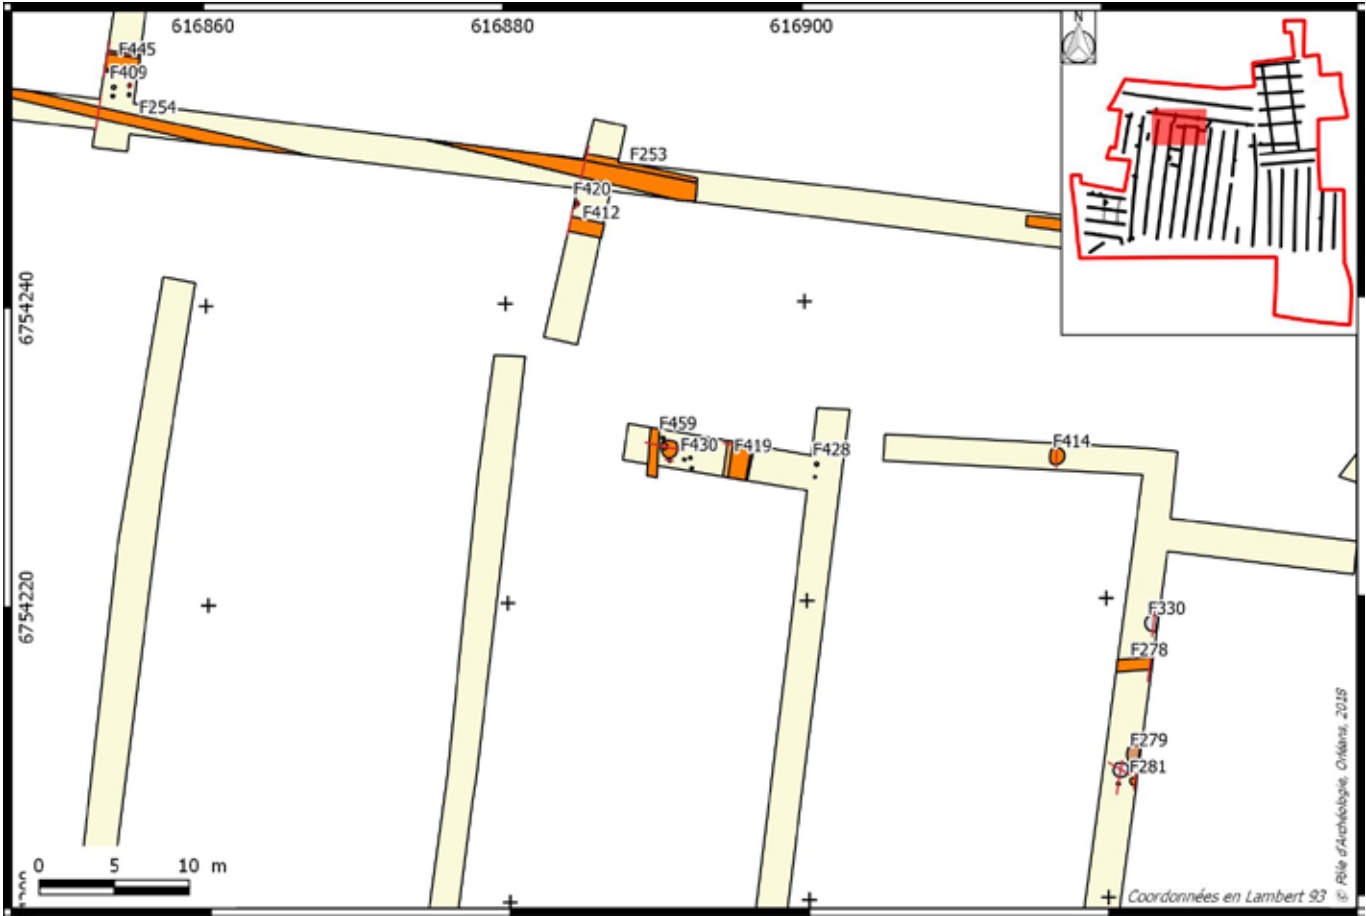 616860
616880
616900
N
F445
F409
F254
F253
F420
F412
6754240
F459
F430
F419
F428
F414
6754220
F330
F278
F279
F281
0 5 10 m
Coordonnées en Lambert 93
© Pôle d'Archéologie, Orléans, 2018